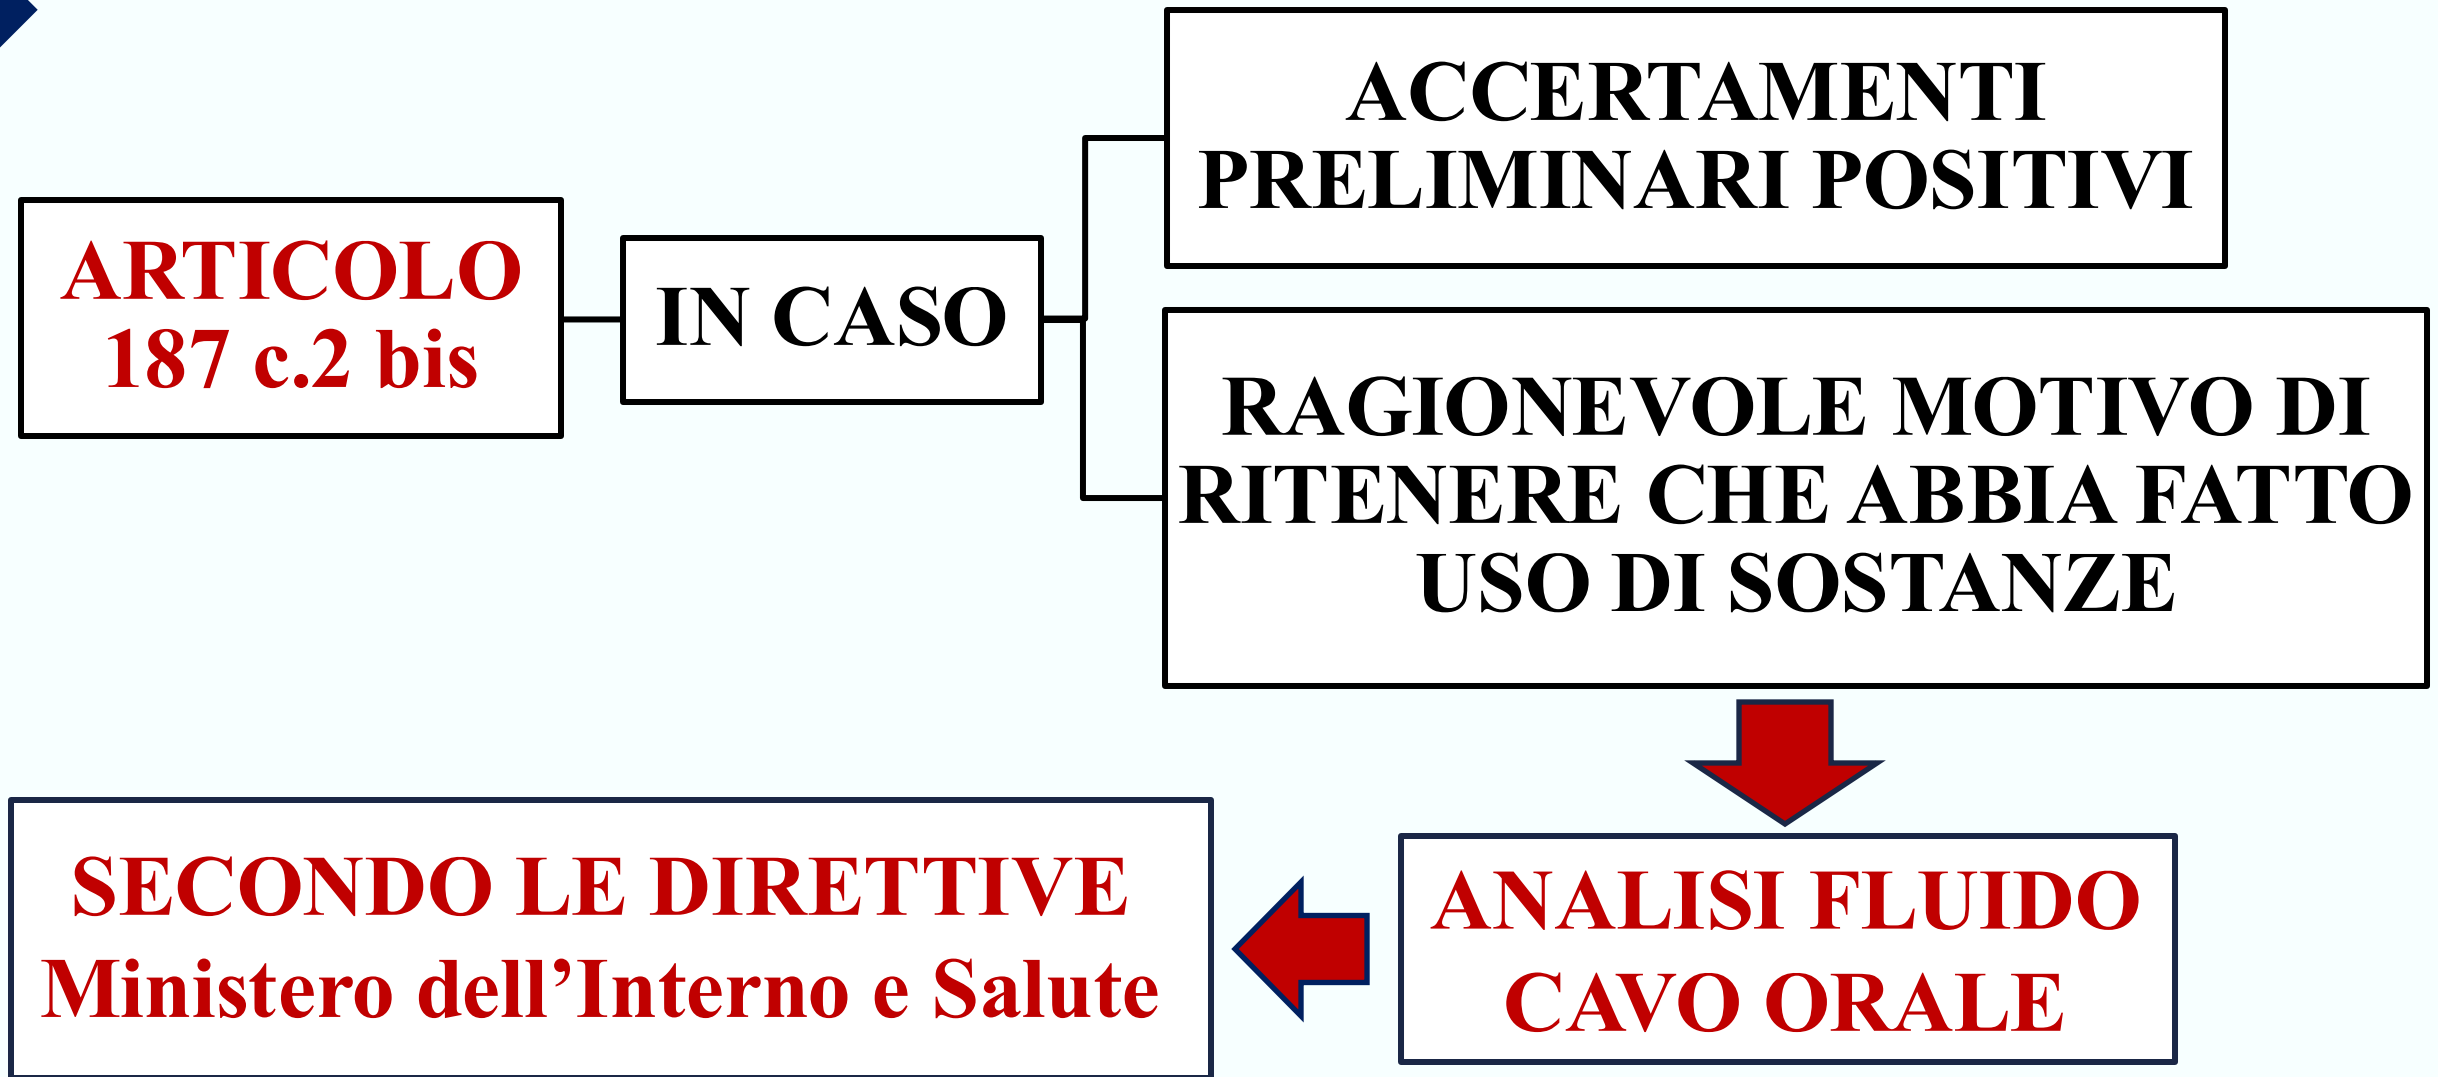 ARTICOLO
187 c.2 bis
IN CASO
ACCERTAMENTI
PRELIMINARI POSITIVI
RAGIONEVOLE MOTIVO DI
RITENERE CHE ABBIA FATTO
USO DI SOSTANZE
ANALISI FLUIDO
CAVO ORALE
SECONDO LE DIRETTIVE
Ministero dell’Interno e Salute